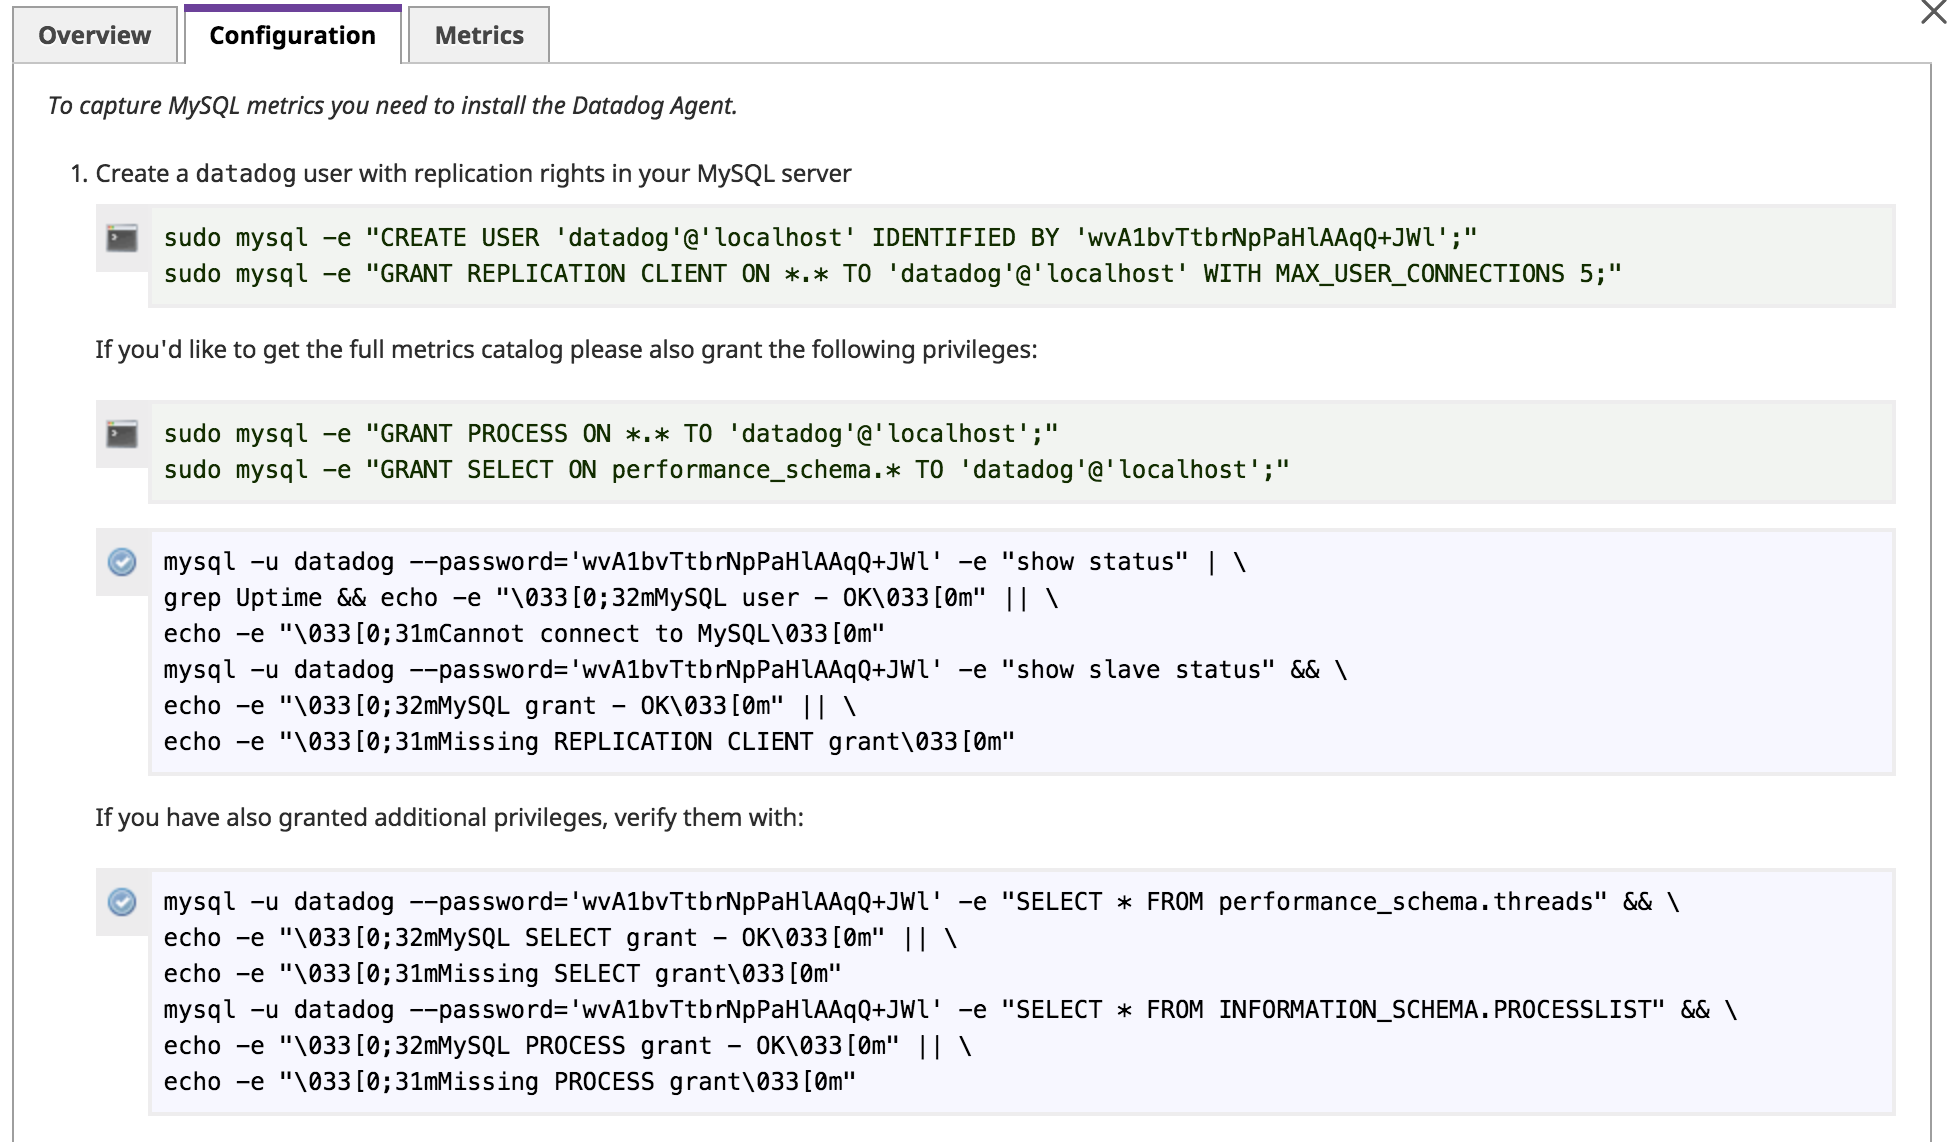 Overview
Configuration
Metrics
To capture MySQL metrics you need to install the Datadog Agent.
1. Create a datadog user with replication rights in your MySQL server
sudo mysql -e "CREATE USER 'datadog'@'localhost' IDENTIFIED BY 'wvA1bvTtbrNpPaHlAAqQ+JWl';"
sudo mysql -e "GRANT REPLICATION CLIENT ON *.* TO 'datadog'@'localhost' WITH MAX_USER_CONNECTIONS 5;"
If you'd like to get the full metrics catalog please also grant the following privileges:
sudo mysql -e "GRANT PROCESS ON *.* TO 'datadog'@'localhost';"
sudo mysql -e "GRANT SELECT ON performance_schema.* TO 'datadog'@'localhost';"
mysql -u datadog --password='wvA1bvTtbrNpPaHlAAqQ+JWl' -e "show status" | \
grep Uptime && echo -e "\033[0;32mMySQL user - OK\033[0m" || \
echo -e "\033[0;31mCannot connect to MySQL\033[0m"
mysql -u datadog --password='wvA1bvTtbrNpPaHlAAqQ+JWl' -e "show slave status" && \
echo -e "\033[0;32mMySQL grant - OK\033[0m" || \
echo -e "\033[0;31mMissing REPLICATION CLIENT grant\033[0m"
If you have also granted additional privileges, verify them with:
mysql -u datadog --password='wvA1bvTtbrNpPaHlAAqQ+JWl' -e "SELECT * FROM performance_schema.threads" && \
echo -e "\033[0;32mMySQL SELECT grant - OK\033[0m" || \
echo -e "\033[0;31mMissing SELECT grant\033[0m"
mysql -u datadog --password='wvA1bvTtbrNpPaHlAAqQ+JWl' -e "SELECT * FROM INFORMATION_SCHEMA.PROCESSLIST" && \
echo -e "\033[0;32mMySQL PROCESS grant - OK\033[0m" || \
echo -e "\033[0;31mMissing PROCESS grant\033[0m"